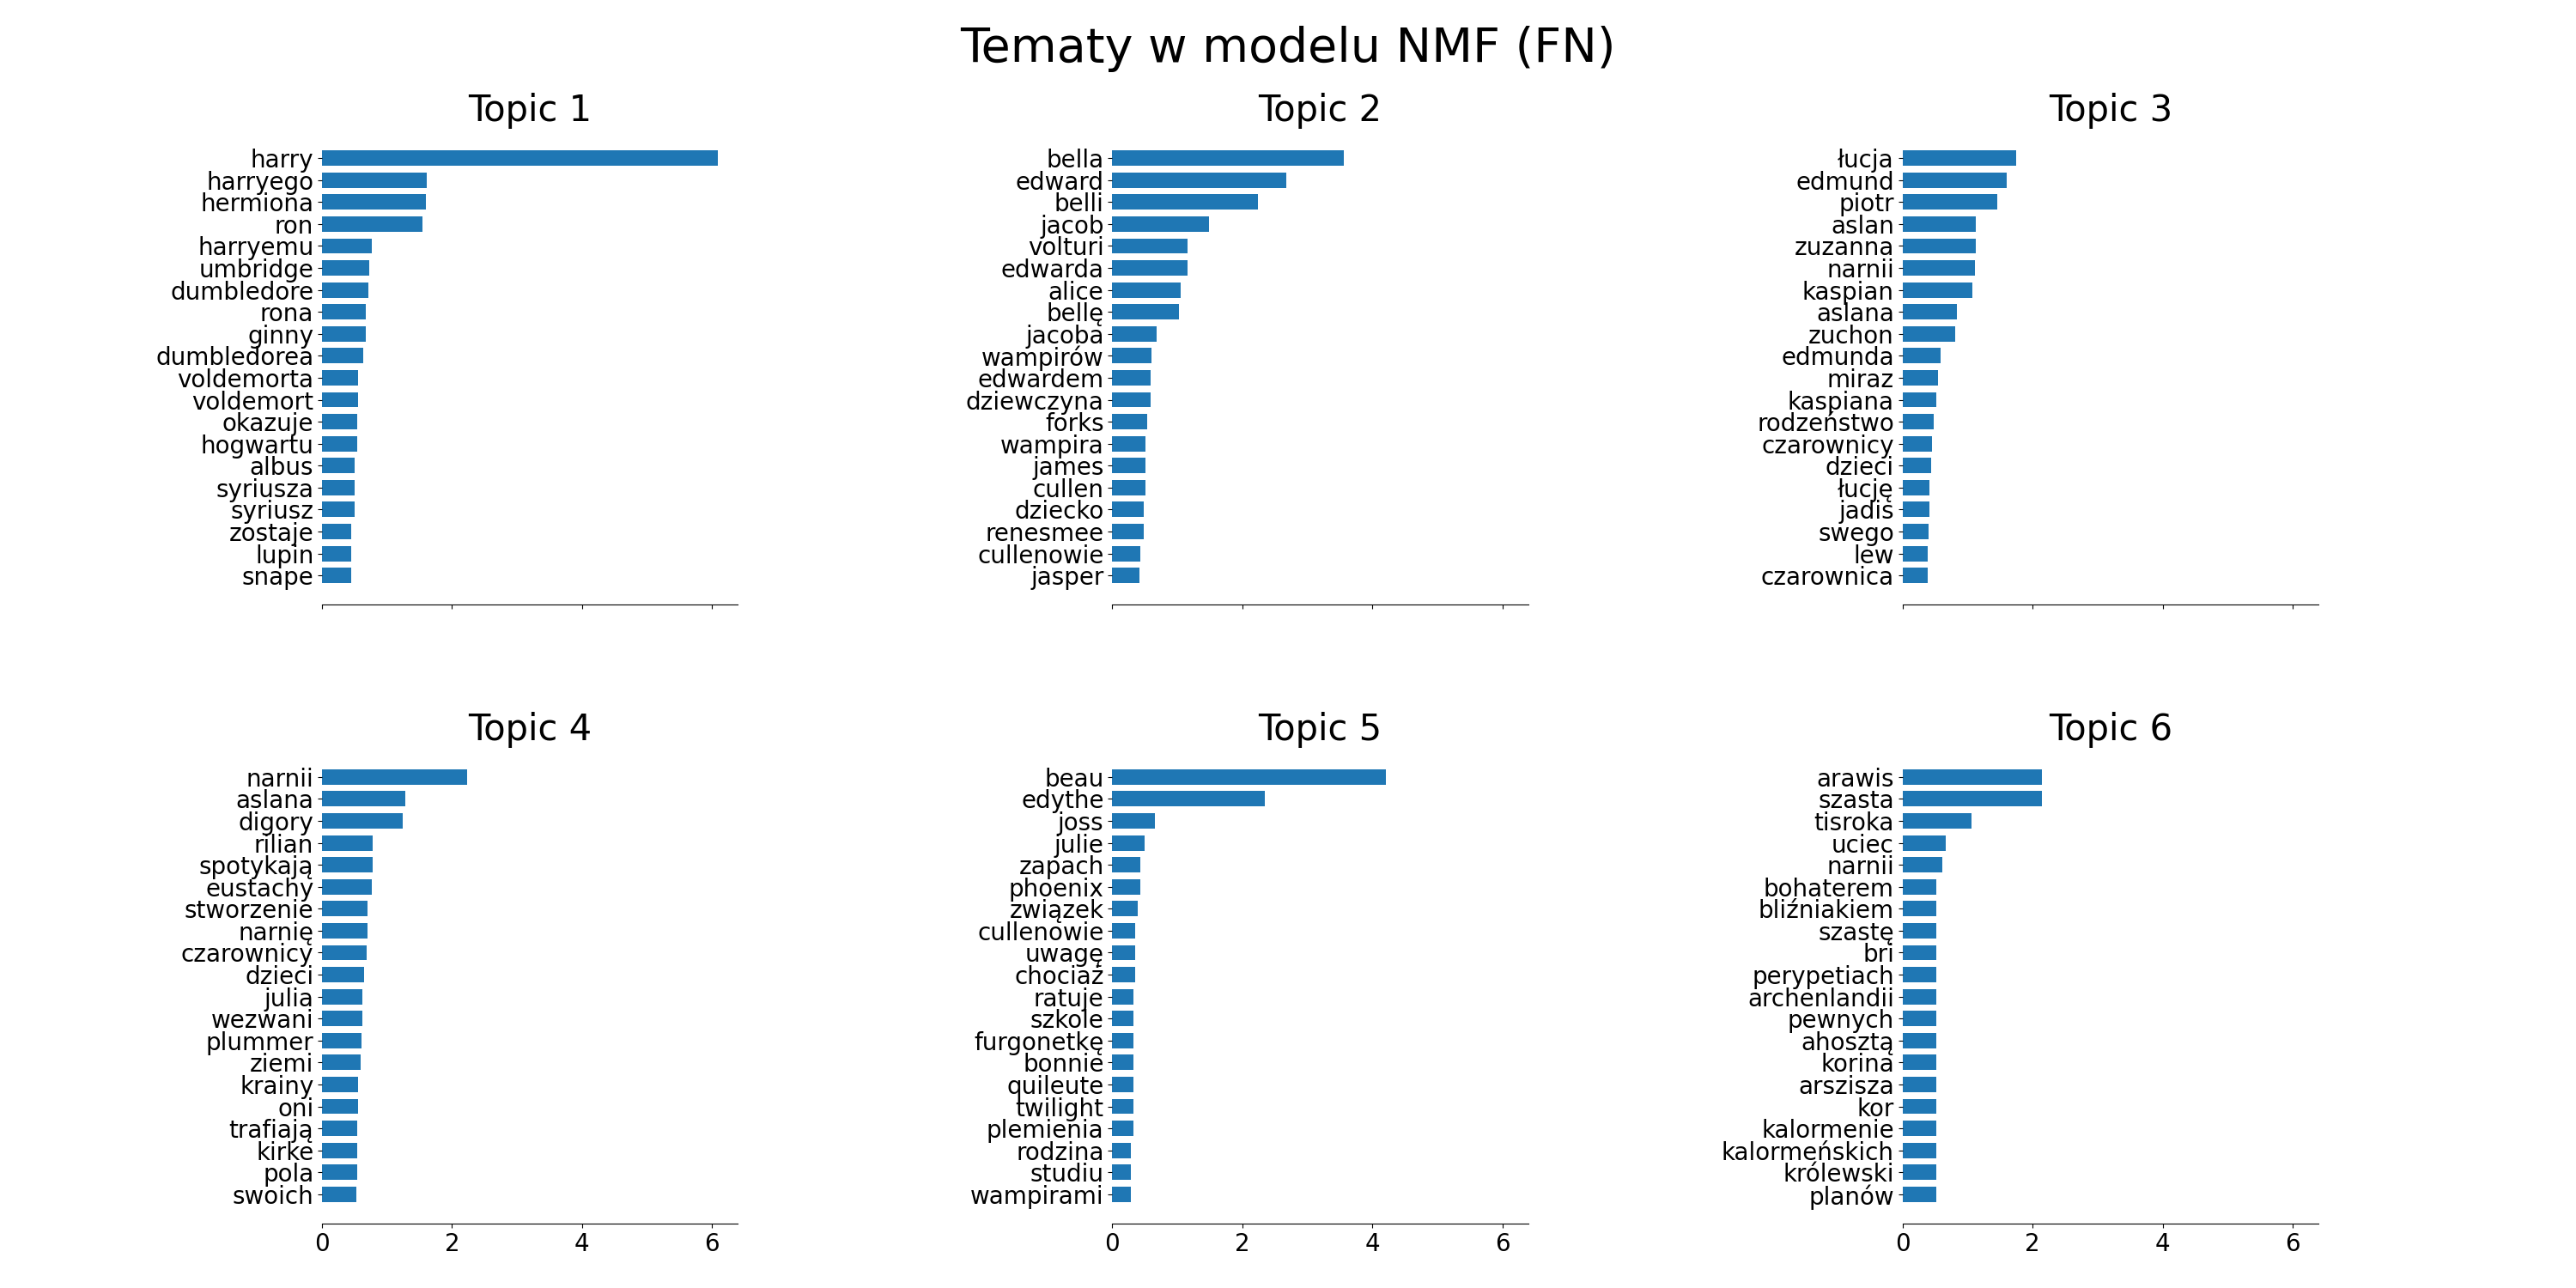 Tematy w modelu NMF (FN)
Topic 1
harry
harryego
hermiona
ron
harryemu
umbridge
dumbledore
rona
ginny
dumbledorea
voldemorta
voldemort
okazuje
hogwartu
albus
syriusza
syriusz
zostaje
lupin
snape
Topic 2
bella
edward
belli
jacob
volturi
edwarda
alice
bellę
jacoba
wampirów
edwardem
dziewczyna
forks
wampira
james
cullen
dziecko
renesmee
cullenowie
jasper
Topic 3
łucja
edmund
piotr
aslan
zuzanna
narnii
kaspian
aslana
zuchon
edmunda
miraz
kaspiana
rodzeństwo
czarownicy
dzieci
łucję
jadis
swego
lew
czarownica
Topic 4
narnii
aslana
digory
rilian
spotykają
eustachy
stworzenie
narnię
czarownicy
dzieci
julia
wezwani
plummer
ziemi
krainy
oni
trafiają
kirke
pola
swoich
0 2 4 6
Topic 5
beau
edythe
joss
julie
zapach
phoenix
związek
cullenowie
uwagę
chociaż
ratuje
szkole
furgonetkę
bonnie
quileute
twilight
plemienia
rodzina
studiu
wampirami
0 2 4 6
Topic 6
arawis
szasta
tisroka
uciec
narnii
bohaterem
bliźniakiem
szastę
bri
perypetiach
archenlandii
pewnych
ahosztą
korina
arszisza
kor
kalormenie
kalormeńskich
królewski
planów
0 2 4 6